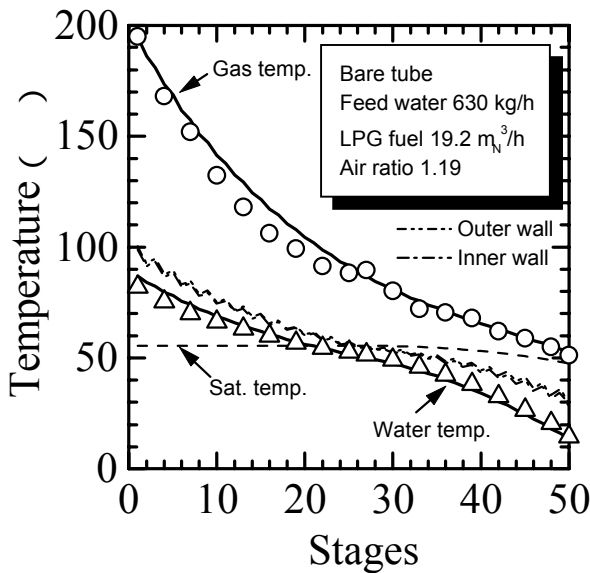 200
150
100
50
0
Temperature ( )
Gas temp.
Bare tube
Feed water 630 kg/h
LPG fuel 19.2 m_N^3/h
Air ratio 1.19
Outer wall
Inner wall
Sat. temp.
Water temp.
0 10 20 30 40 50
Stages